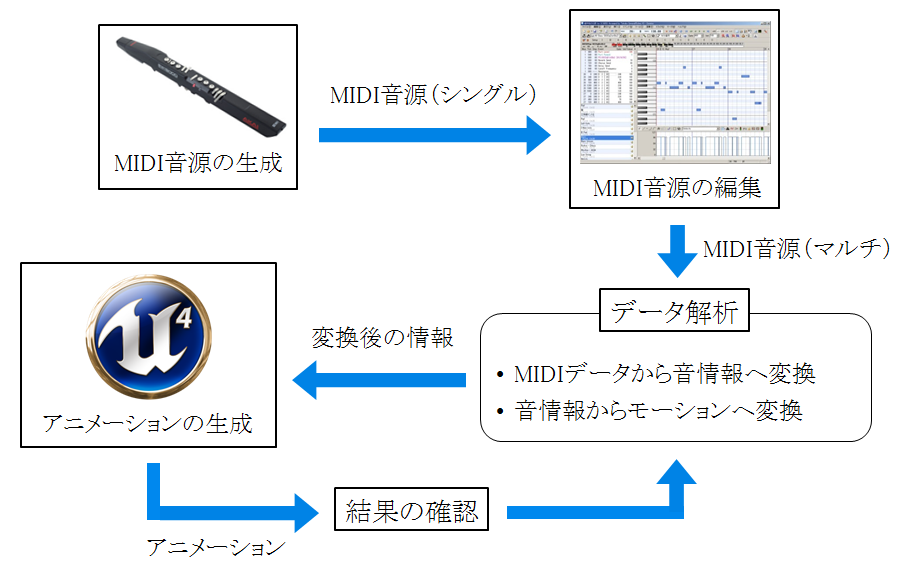 MIDI音源の生成
MIDI音源（シングル）
MIDI音源の編集
MIDI音源（マルチ）
データ解析
• MIDIデータから音情報へ変換
• 音情報からモーションへ変換
変換後の情報
4
アニメーションの生成
アニメーション
結果の確認